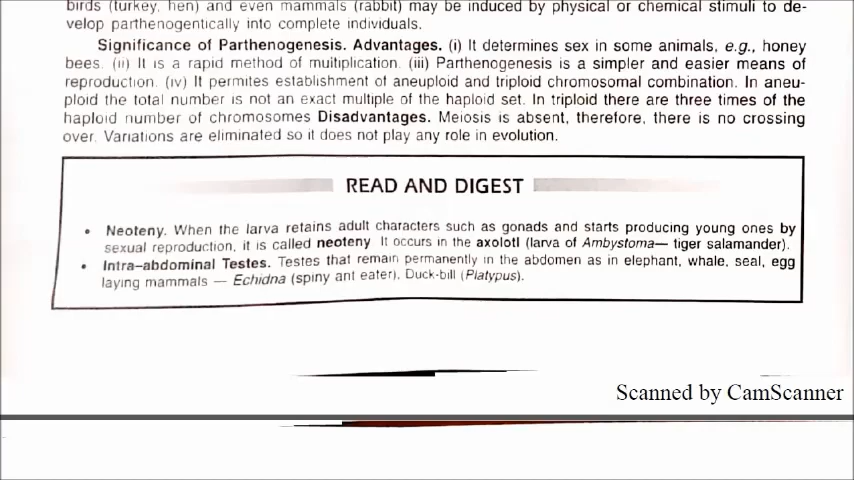 birds (turkey, hen) and even mammals (rabbit) may be induced by physical or chemical stimuli to de-
velop parthenogentically into complete individuals.
Significance of Parthenogenesis. Advantages. (i) It determines sex in some animals, e.g., honey
bees. (ii) It is a rapid method of multiplication. (iii) Parthenogenesis is a simpler and easier means of
reproduction. (iv) It permites establishment of aneuploid and triploid chromosomal combination. In aneu-
ploid the total number is not an exact multiple of the haploid set. In triploid there are three times of the
haploid number of chromosomes Disadvantages. Meiosis is absent, therefore, there is no crossing
over. Variations are eliminated so it does not play any role in evolution.
READ AND DIGEST
• Neoteny. When the larva retains adult characters such as gonads and starts producing young ones by
sexual reproduction, it is called neoteny It occurs in the axolotl (larva of Ambystoma— tiger salamander).
• Intra-abdominal Testes. Testes that remain permanently in the abdomen as in elephant, whale, seal, egg
laying mammals — Echidna (spiny ant eater), Duck-bill (Platypus).
Scanned by CamScanner